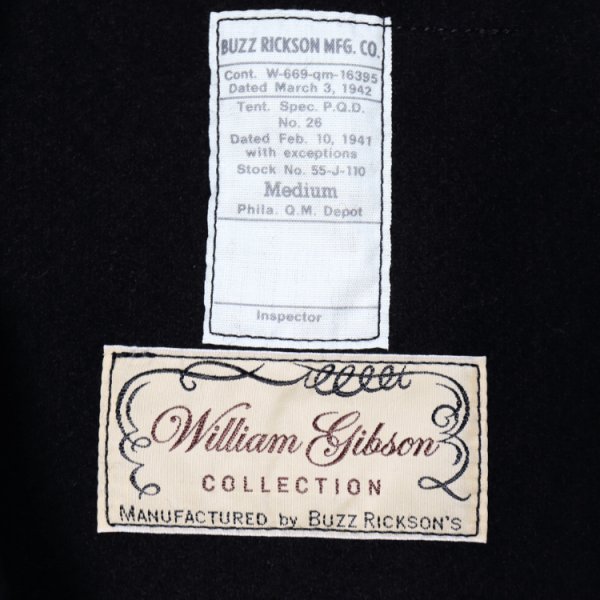 BUZZ RICKSON MFG. CO.
Cont. W-669-qm-16395
Dated March 3, 1942
Tent. Spec. P.Q.D.
No. 26
Dated Feb. 10, 1941
with exceptions
Stock No. 55-J-110
Medium
Phila. Q.M. Depot
Inspector
William Gibson
COLLECTION
MANUFACTURED by BUZZ RICKSON'S